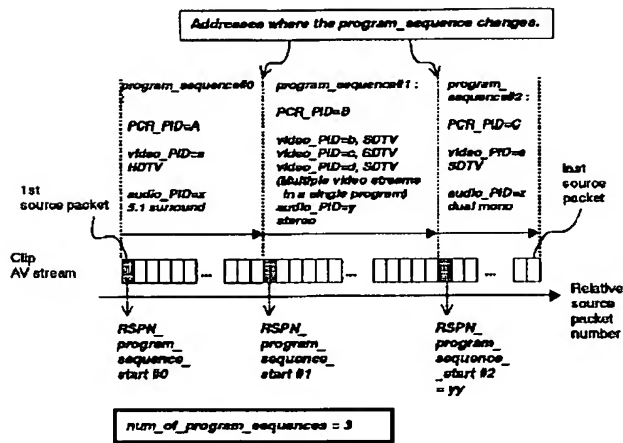 Addresses where the program_sequence changes.
program_sequence#0
PCR_PID=A
video_PID=a
HDTV
audio_PID=x
5.1 surround
program_sequence#1 :
PCR_PID=B
video_PID=b, SDTV
video_PID=c, SDTV
video_PID=d, SDTV
(Multiple video streams
in a single program)
audio_PID=y
stereo
program_
sequence#2 :
PCR_PID=C
video_PID=e
SDTV
audio_PID=z
dual mono
1st
source packet
last
source packet
Clip
AV stream
...
...
...
Relative
source
packet
number
RSPN_
program_
sequence_
start #0
RSPN_
program_
sequence_
start #1
RSPN_
program_
sequence_
_start #2
= yy
num_of_program_sequences = 3